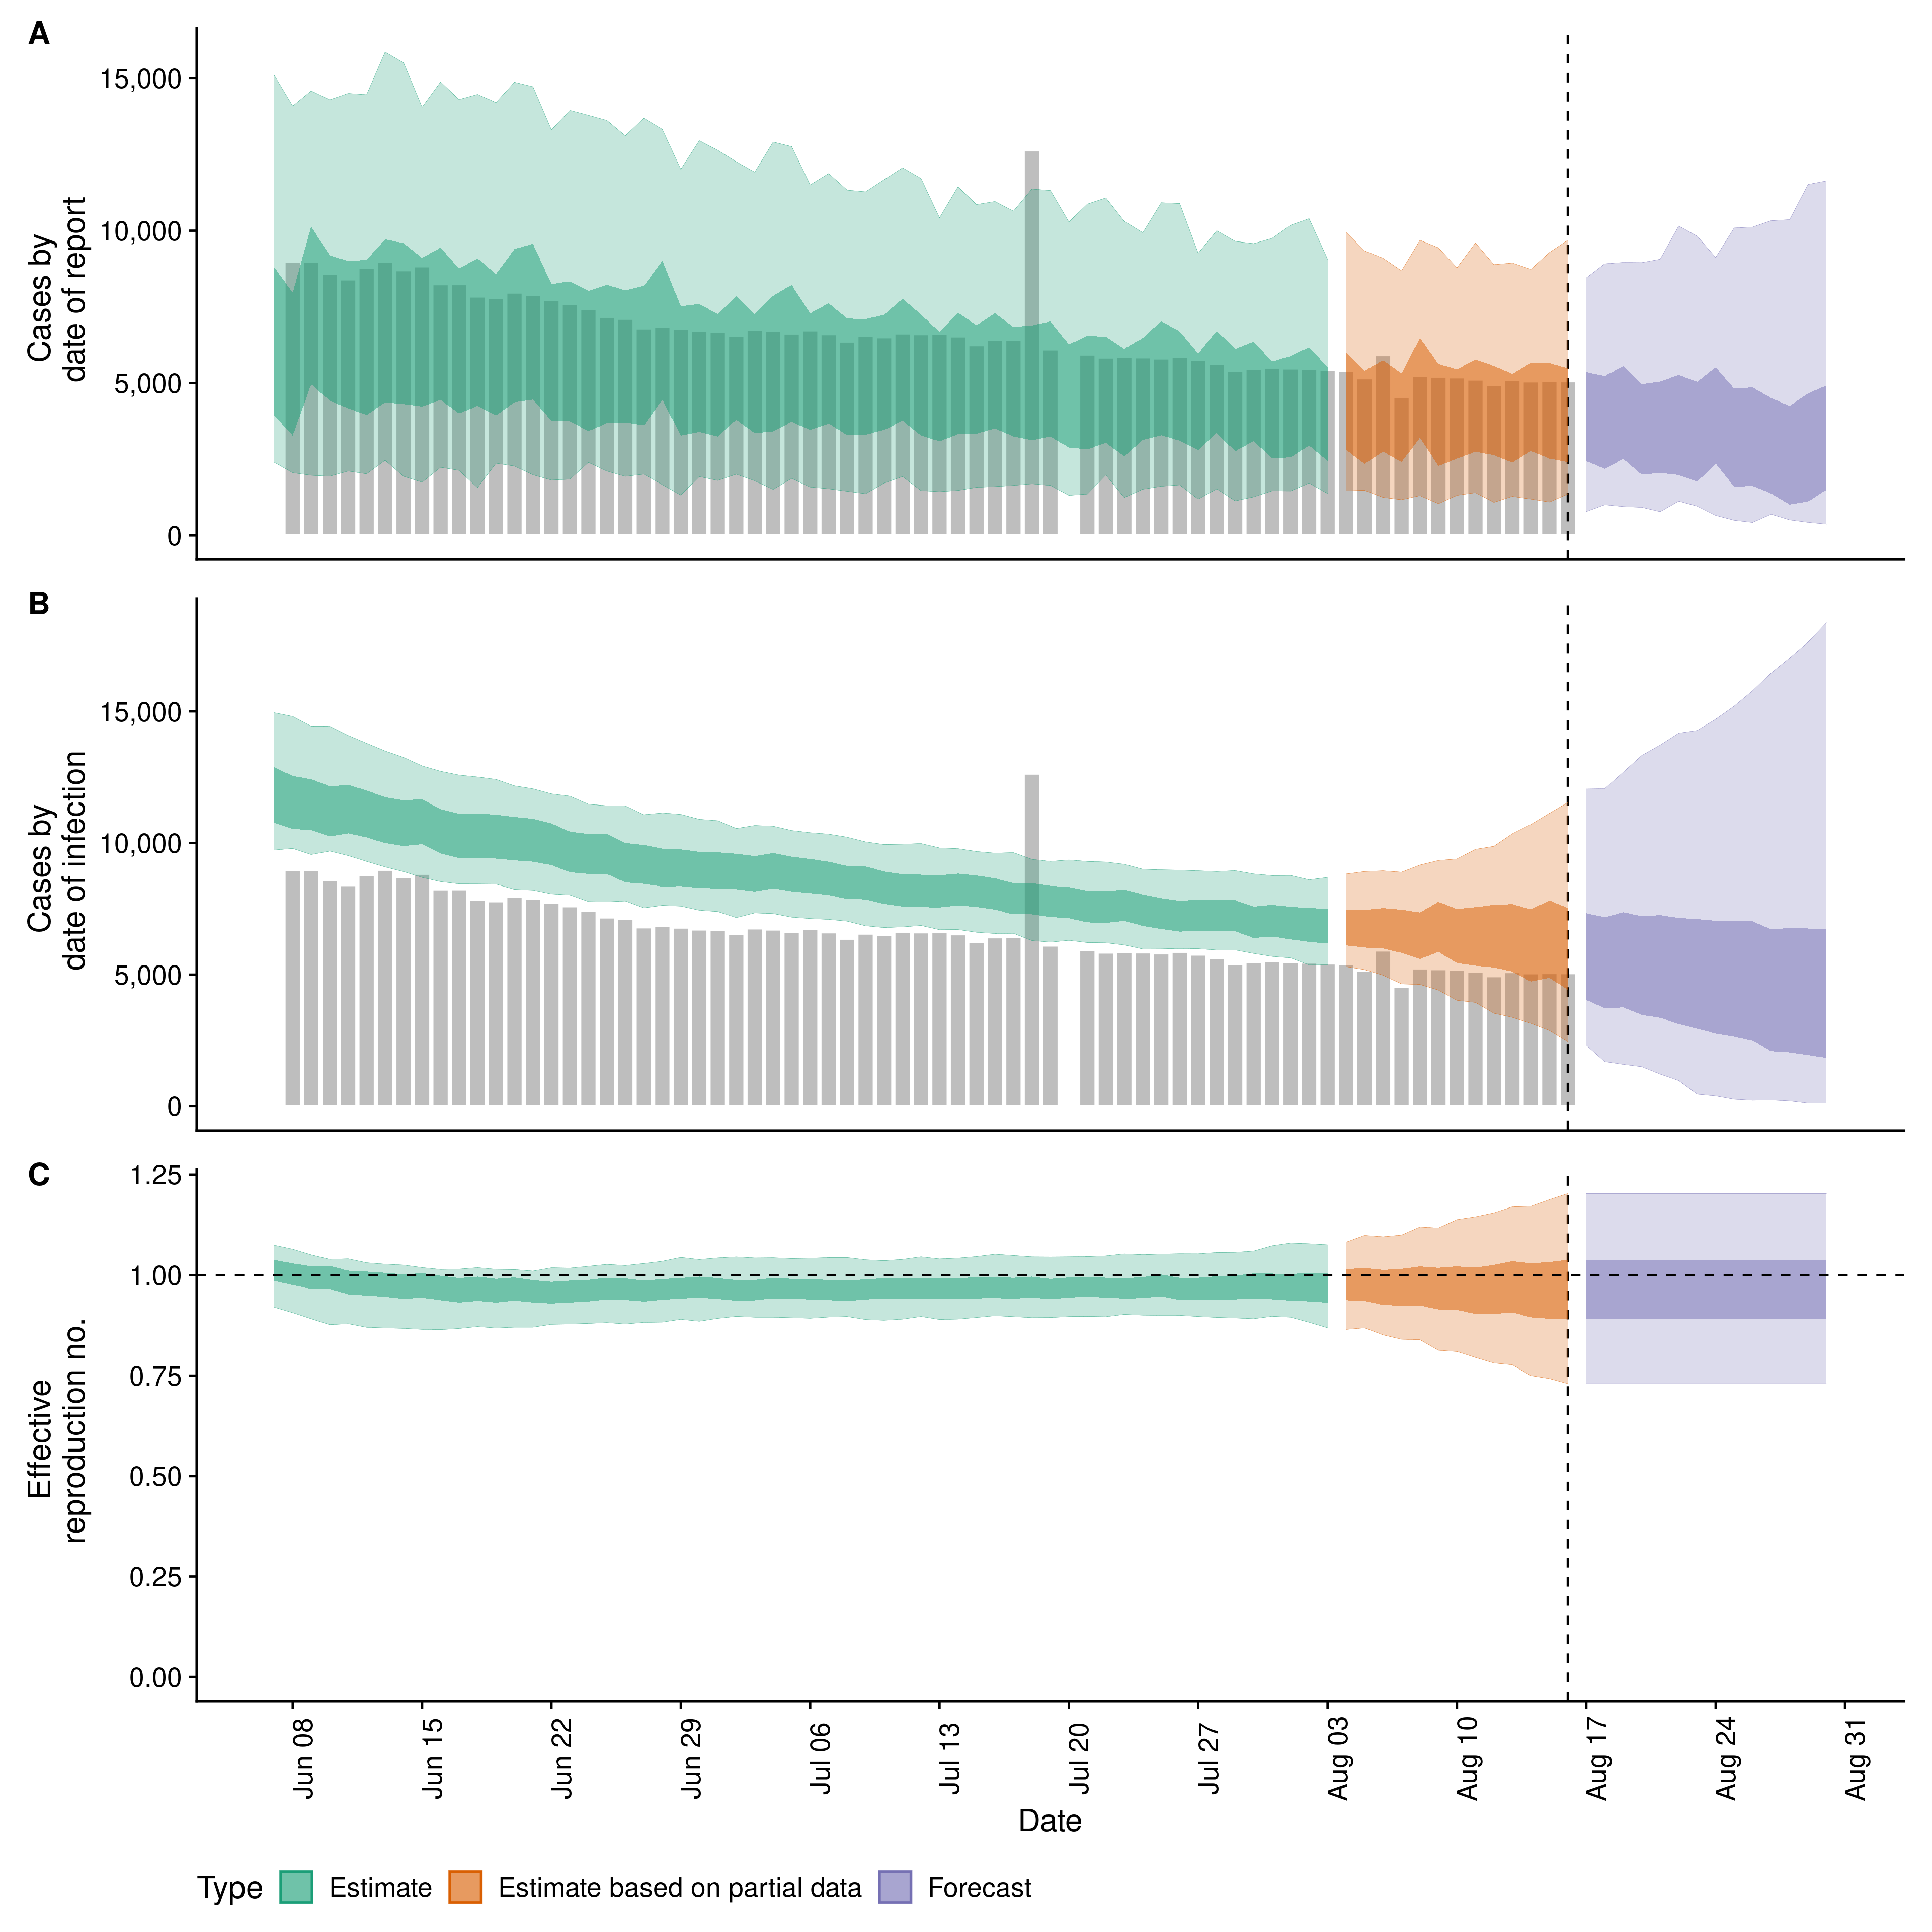 A
Cases by
date of report
15,000
10,000
5,000
0
B
Cases by
date of infection
15,000
10,000
5,000
0
C
Effective
reproduction no.
1.25
1.00
0.75
0.50
0.25
0.00
Jun 08
Jun 15
Jun 22
Jun 29
Jul 06
Jul 13
Jul 20
Jul 27
Aug 03
Aug 10
Aug 17
Aug 24
Aug 31
Date
Type Estimate Estimate based on partial data Forecast